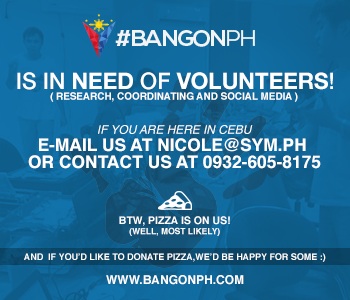 #BANGONPH
IS IN NEED OF VOLUNTEERS!
( RESEARCH, COORDINATING AND SOCIAL MEDIA )
IF YOU ARE HERE IN CEBU
E-MAIL US AT NICOLE@SYM.PH
OR CONTACT US AT 0932-605-8175
BTW, PIZZA IS ON US!
(WELL, MOST LIKELY)
AND IF YOU'D LIKE TO DONATE PIZZA,WE'D BE HAPPY FOR SOME :)
WWW.BANGONPH.COM